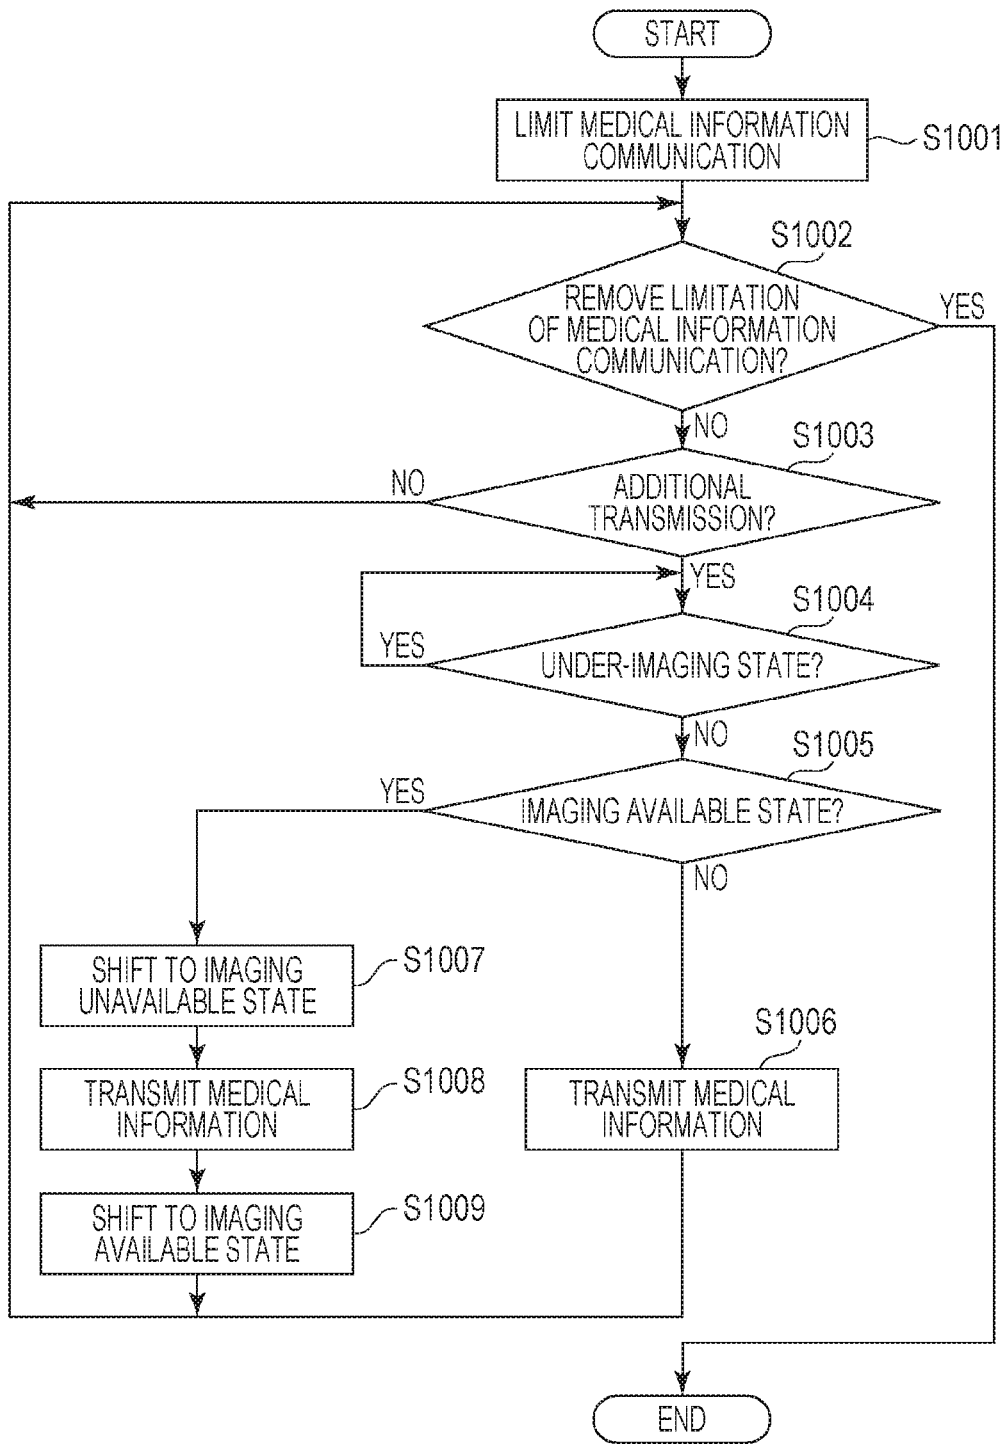 START
LIMIT MEDICAL INFORMATION
COMMUNICATION
S1001
S1002
REMOVE LIMITATION
OF MEDICAL INFORMATION
COMMUNICATION?
YES
NO
S1003
ADDITIONAL
TRANSMISSION?
NO
YES
S1004
UNDER-IMAGING STATE?
YES
NO
S1005
IMAGING AVAILABLE STATE?
YES
NO
SHIFT TO IMAGING
UNAVAILABLE STATE
S1007
TRANSMIT MEDICAL
INFORMATION
S1008
S1006
TRANSMIT MEDICAL
INFORMATION
SHIFT TO IMAGING
AVAILABLE STATE
S1009
END